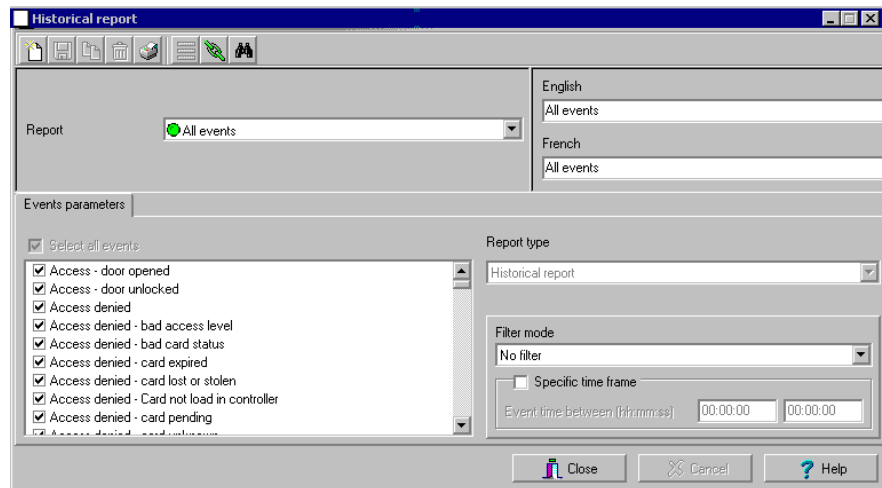 Historical report
English
All events
Report
All events
French
All events
Events parameters
Select all events
Access - door opened
Access - door unlocked
Access denied
Access denied - bad access level
Access denied - bad card status
Access denied - card expired
Access denied - card lost or stolen
Access denied - Card not load in controller
Access denied - card pending
Access denied - card unknown
Report type
Historical report
Filter mode
No filter
Specific time frame
Event time between (hh:mm:ss)
00:00:00
00:00:00
Close
Cancel
Help